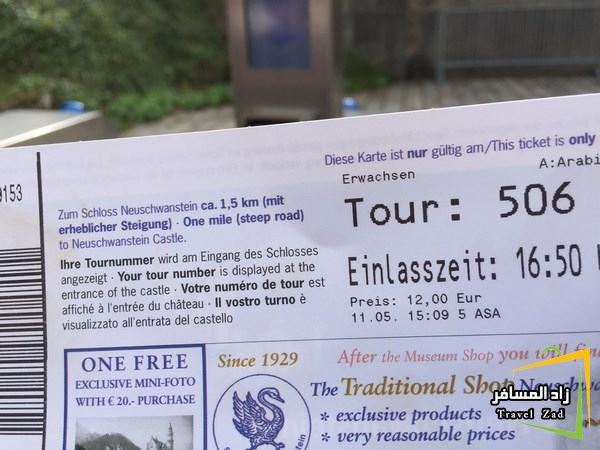 9153
Zum Schloss Neuschwanstein ca. 1,5 km (mit
erheblicher Steigung) · One mile (steep road)
to Neuschwanstein Castle.
Ihre Tournummer wird am Eingang des Schlosses
angezeigt · Your tour number is displayed at the
entrance of the castle · Votre numéro de tour est
affiché à l'entrée du château · Il vostro turno è
visualizzato all'entrata del castello
Diese Karte ist nur gültig am/This ticket is only
Erwachsen
A:Arabi
Tour: 506
Einlasszeit: 16:50
Preis: 12,00 Eur
11.05. 15:09 5 ASA
ONE FREE
EXCLUSIVE MINI-FOTO
WITH € 20.- PURCHASE
Since 1929
After the Museum Shop you will
The Traditional Shop
* exclusive products
* very reasonable prices
زاد المسافر
Travel Zad